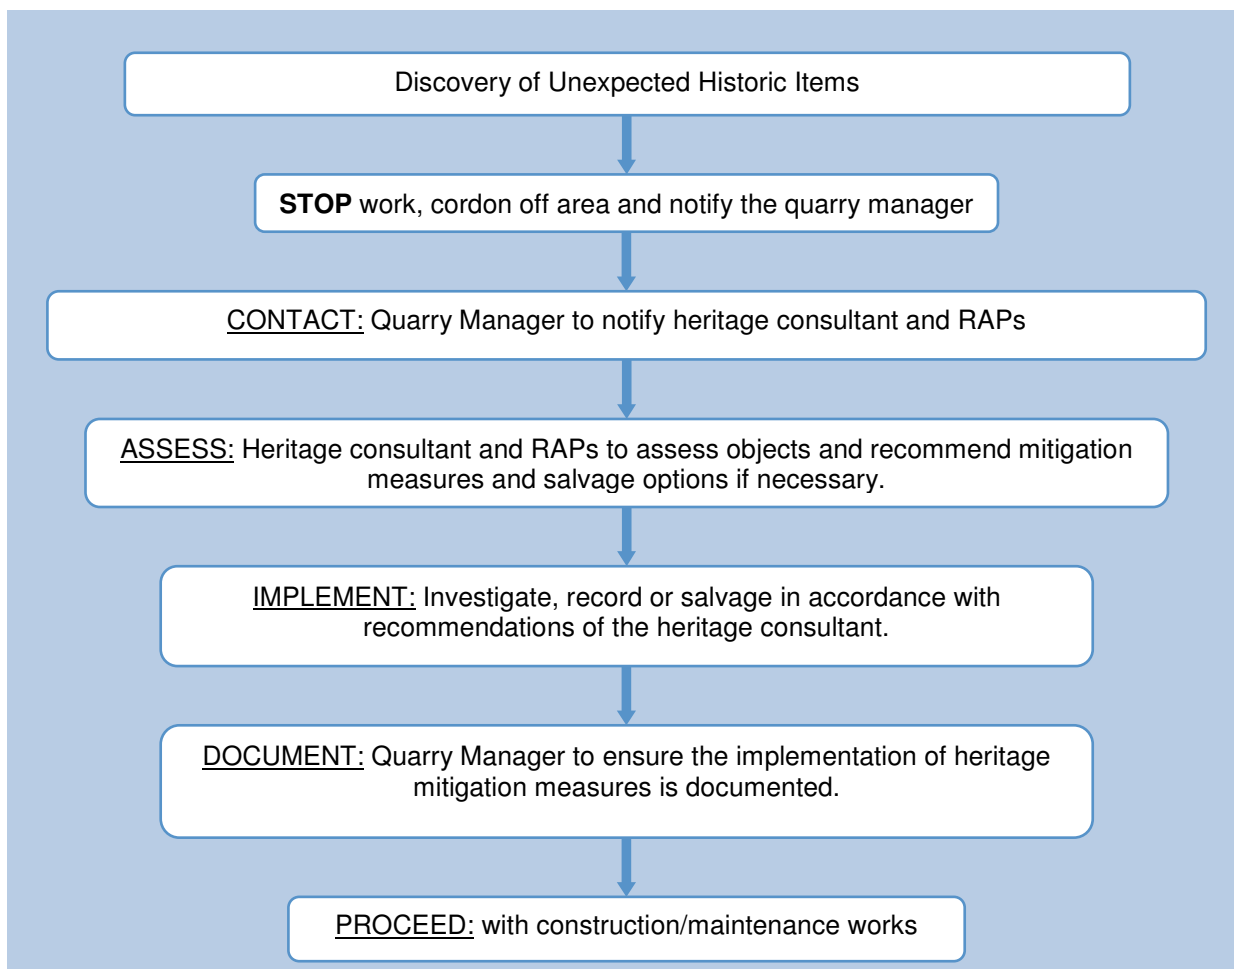 Discovery of Unexpected Historic Items
STOP work, cordon off area and notify the quarry manager
CONTACT: Quarry Manager to notify heritage consultant and RAPs
ASSESS: Heritage consultant and RAPs to assess objects and recommend mitigation
measures and salvage options if necessary.
IMPLEMENT: Investigate, record or salvage in accordance with
recommendations of the heritage consultant.
DOCUMENT: Quarry Manager to ensure the implementation of heritage
mitigation measures is documented.
PROCEED: with construction/maintenance works